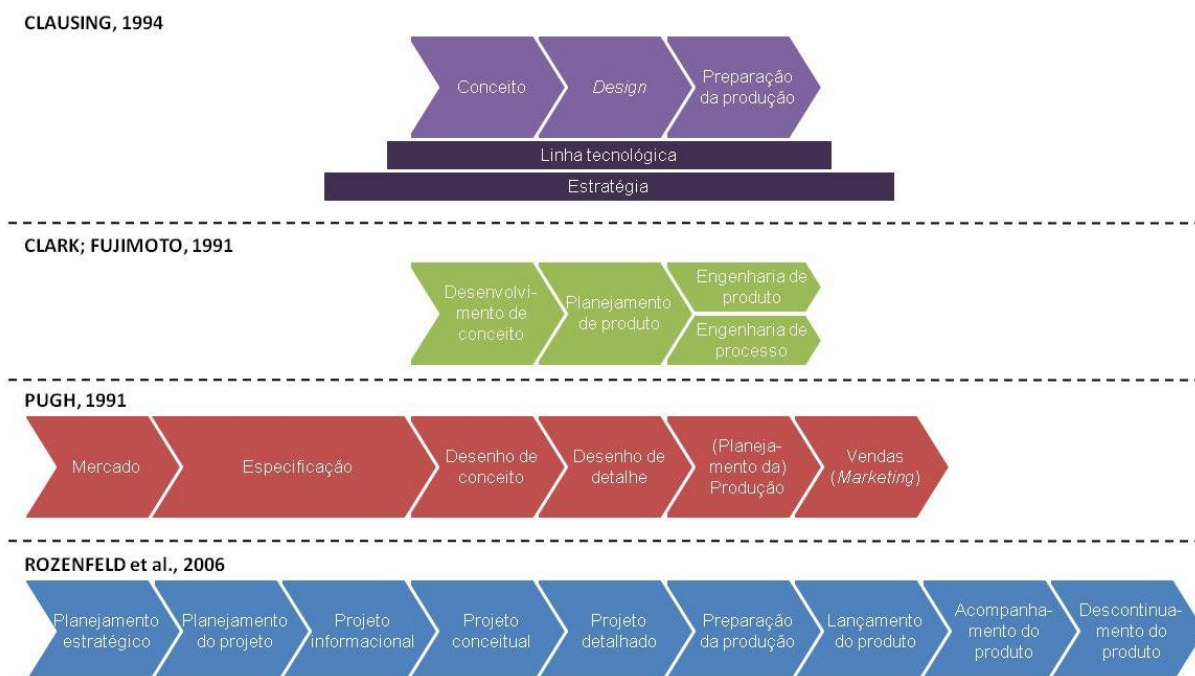 CLAUSING, 1994
Conceito
Design
Preparação
da produção
Linha tecnológica
Estratégia
CLARK; FUJIMOTO, 1991
Desenvolvi-
mento de
conceito
Planejamento
de produto
Engenharia de
produto
Engenharia de
processo
PUGH, 1991
Mercado
Especificação
Desenho de
conceito
Desenho de
detalhe
(Planeja-
mento da)
Produção
Vendas
(Marketing)
ROZENFELD et al., 2006
Planejamento
estratégico
Planejamento
do projeto
Projeto
informacional
Projeto
conceitual
Projeto
detalhado
Preparação
da produção
Lançamento
do produto
Acompanha-
mento do
produto
Descontinua-
mento do
produto